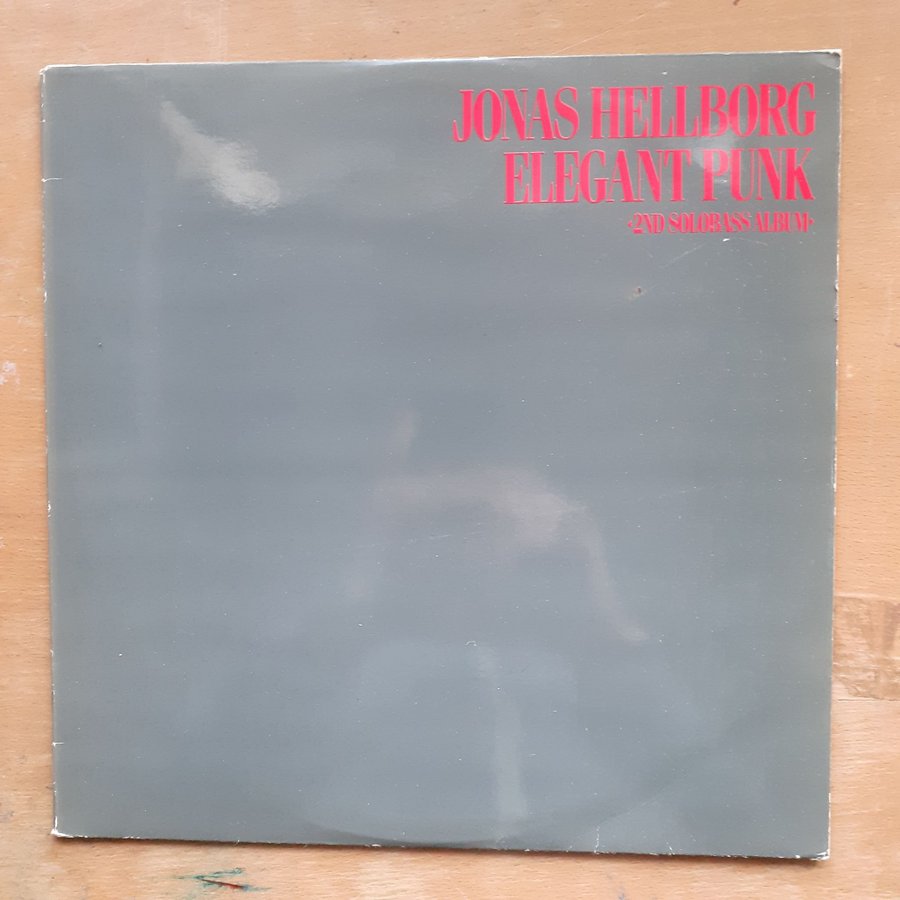 JONAS HELLBORG
ELEGANT PUNK
‹2ND SOLOBASS ALBUM›